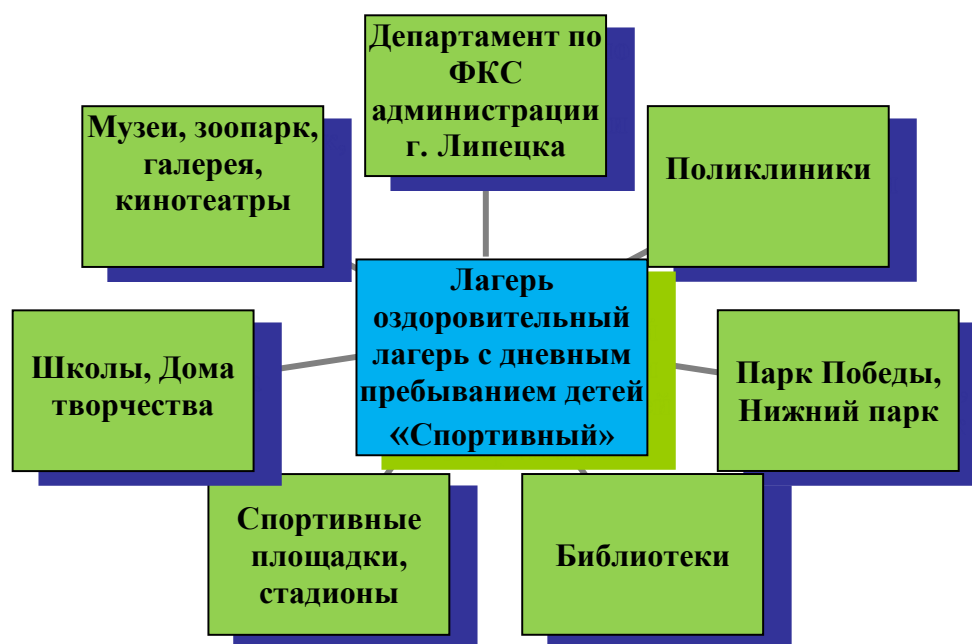 Департамент по
ФКС
администрации
г. Липецка
Музеи, зоопарк,
галерея,
кинотеатры
Поликлиники
Лагерь
оздоровительный
лагерь с дневным
пребыванием детей
«Спортивный»
Школы, Дома
творчества
Парк Победы,
Нижний парк
Спортивные
площадки,
стадионы
Библиотеки